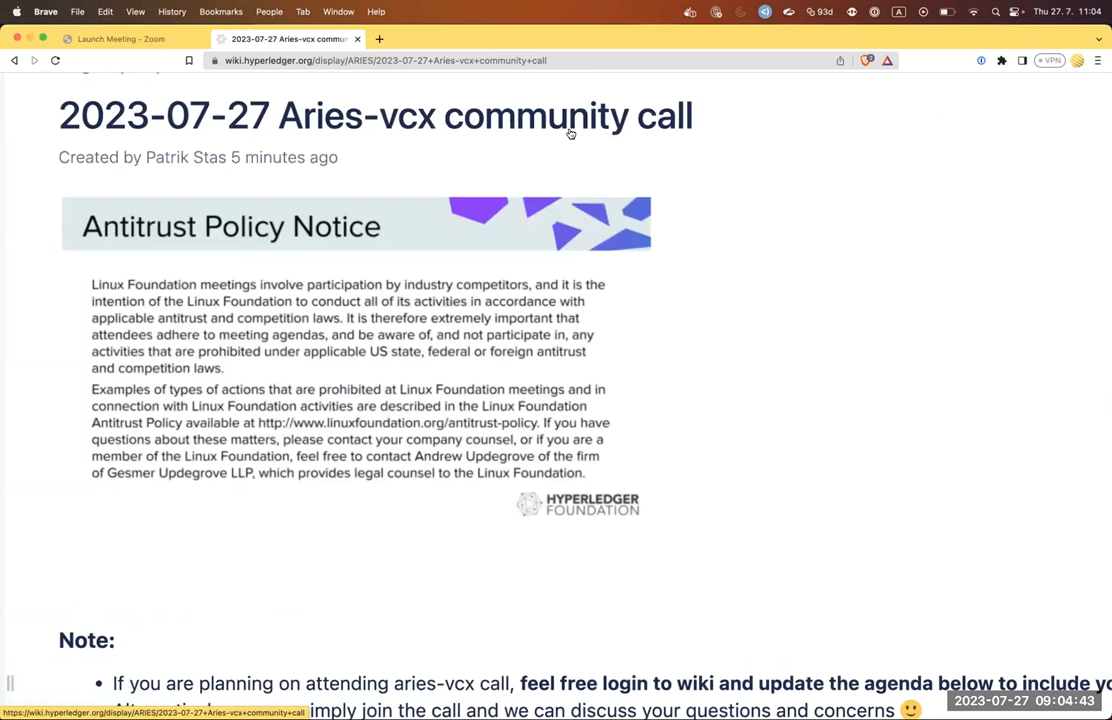 Brave File Edit View History Bookmarks People Tab Window Help 93d A Thu 27. 7. 11:04
Launch Meeting - Zoom
2023-07-27 Aries-vcx commun
wiki.hyperledger.org/display/ARIES/2023-07-27+Aries-vcx+community+call
2 VPN
2023-07-27 Aries-vcx community call
Created by Patrik Stas 5 minutes ago
Antitrust Policy Notice
Linux Foundation meetings involve participation by industry competitors, and it is the
intention of the Linux Foundation to conduct all of its activities in accordance with
applicable antitrust and competition laws. It is therefore extremely important that
attendees adhere to meeting agendas, and be aware of, and not participate in, any
activities that are prohibited under applicable US state, federal or foreign antitrust
and competition laws.
Examples of types of actions that are prohibited at Linux Foundation meetings and in
connection with Linux Foundation activities are described in the Linux Foundation
Antitrust Policy available at http://www.linuxfoundation.org/antitrust-policy. If you have
questions about these matters, please contact your company counsel, or if you are a
member of the Linux Foundation, feel free to contact Andrew Updegrove of the firm
of Gesmer Updegrove LLP, which provides legal counsel to the Linux Foundation.
HYPERLEDGER
FOUNDATION
Note:
• If you are planning on attending aries-vcx call, feel free login to wiki and update the agenda below to include yo
imply join the call and we can discuss your questions and concerns
2023-07-27 09:04:43
https://wiki.hyperledger.org/display/ARIES/2023-07-27+Aries-vcx+community+call